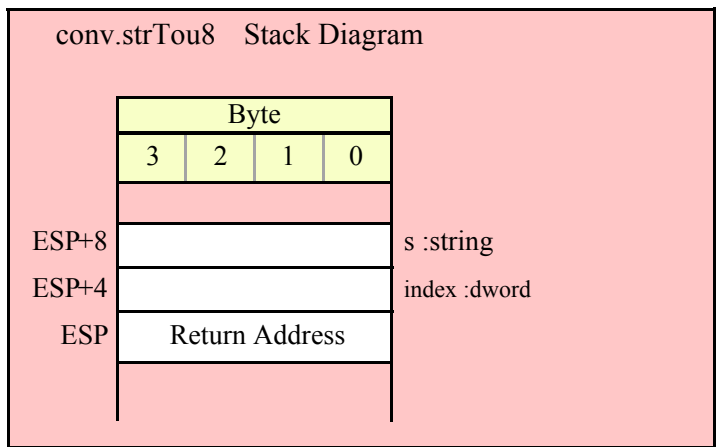 conv.strTou8 Stack Diagram
Byte
3 2 1 0
ESP+8 s :string
ESP+4 index :dword
ESP Return Address